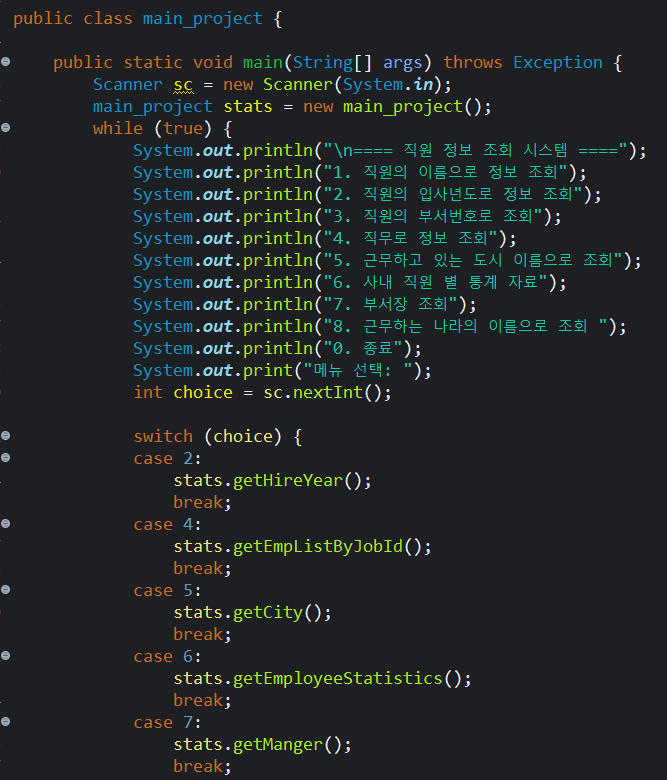 public class main_project {
public static void main(String[] args) throws Exception {
Scanner sc = new Scanner(System.in);
main_project stats = new main_project();
while (true) {
System.out.println("\n==== 직원 정보 조회 시스템 ====");
System.out.println("1. 직원의 이름으로 정보 조회");
System.out.println("2. 직원의 입사년도로 정보 조회");
System.out.println("3. 직원의 부서번호로 조회");
System.out.println("4. 직무로 정보 조회");
System.out.println("5. 근무하고 있는 도시 이름으로 조회");
System.out.println("6. 사내 직원 별 통계 자료");
System.out.println("7. 부서장 조회");
System.out.println("8. 근무하는 나라의 이름으로 조회 ");
System.out.println("0. 종료");
System.out.print("메뉴 선택: ");
int choice = sc.nextInt();
switch (choice) {
case 2:
stats.getHireYear();
break;
case 4:
stats.getEmpListByJobId();
break;
case 5:
stats.getCity();
break;
case 6:
stats.getEmployeeStatistics();
break;
case 7:
stats.getManger();
break;